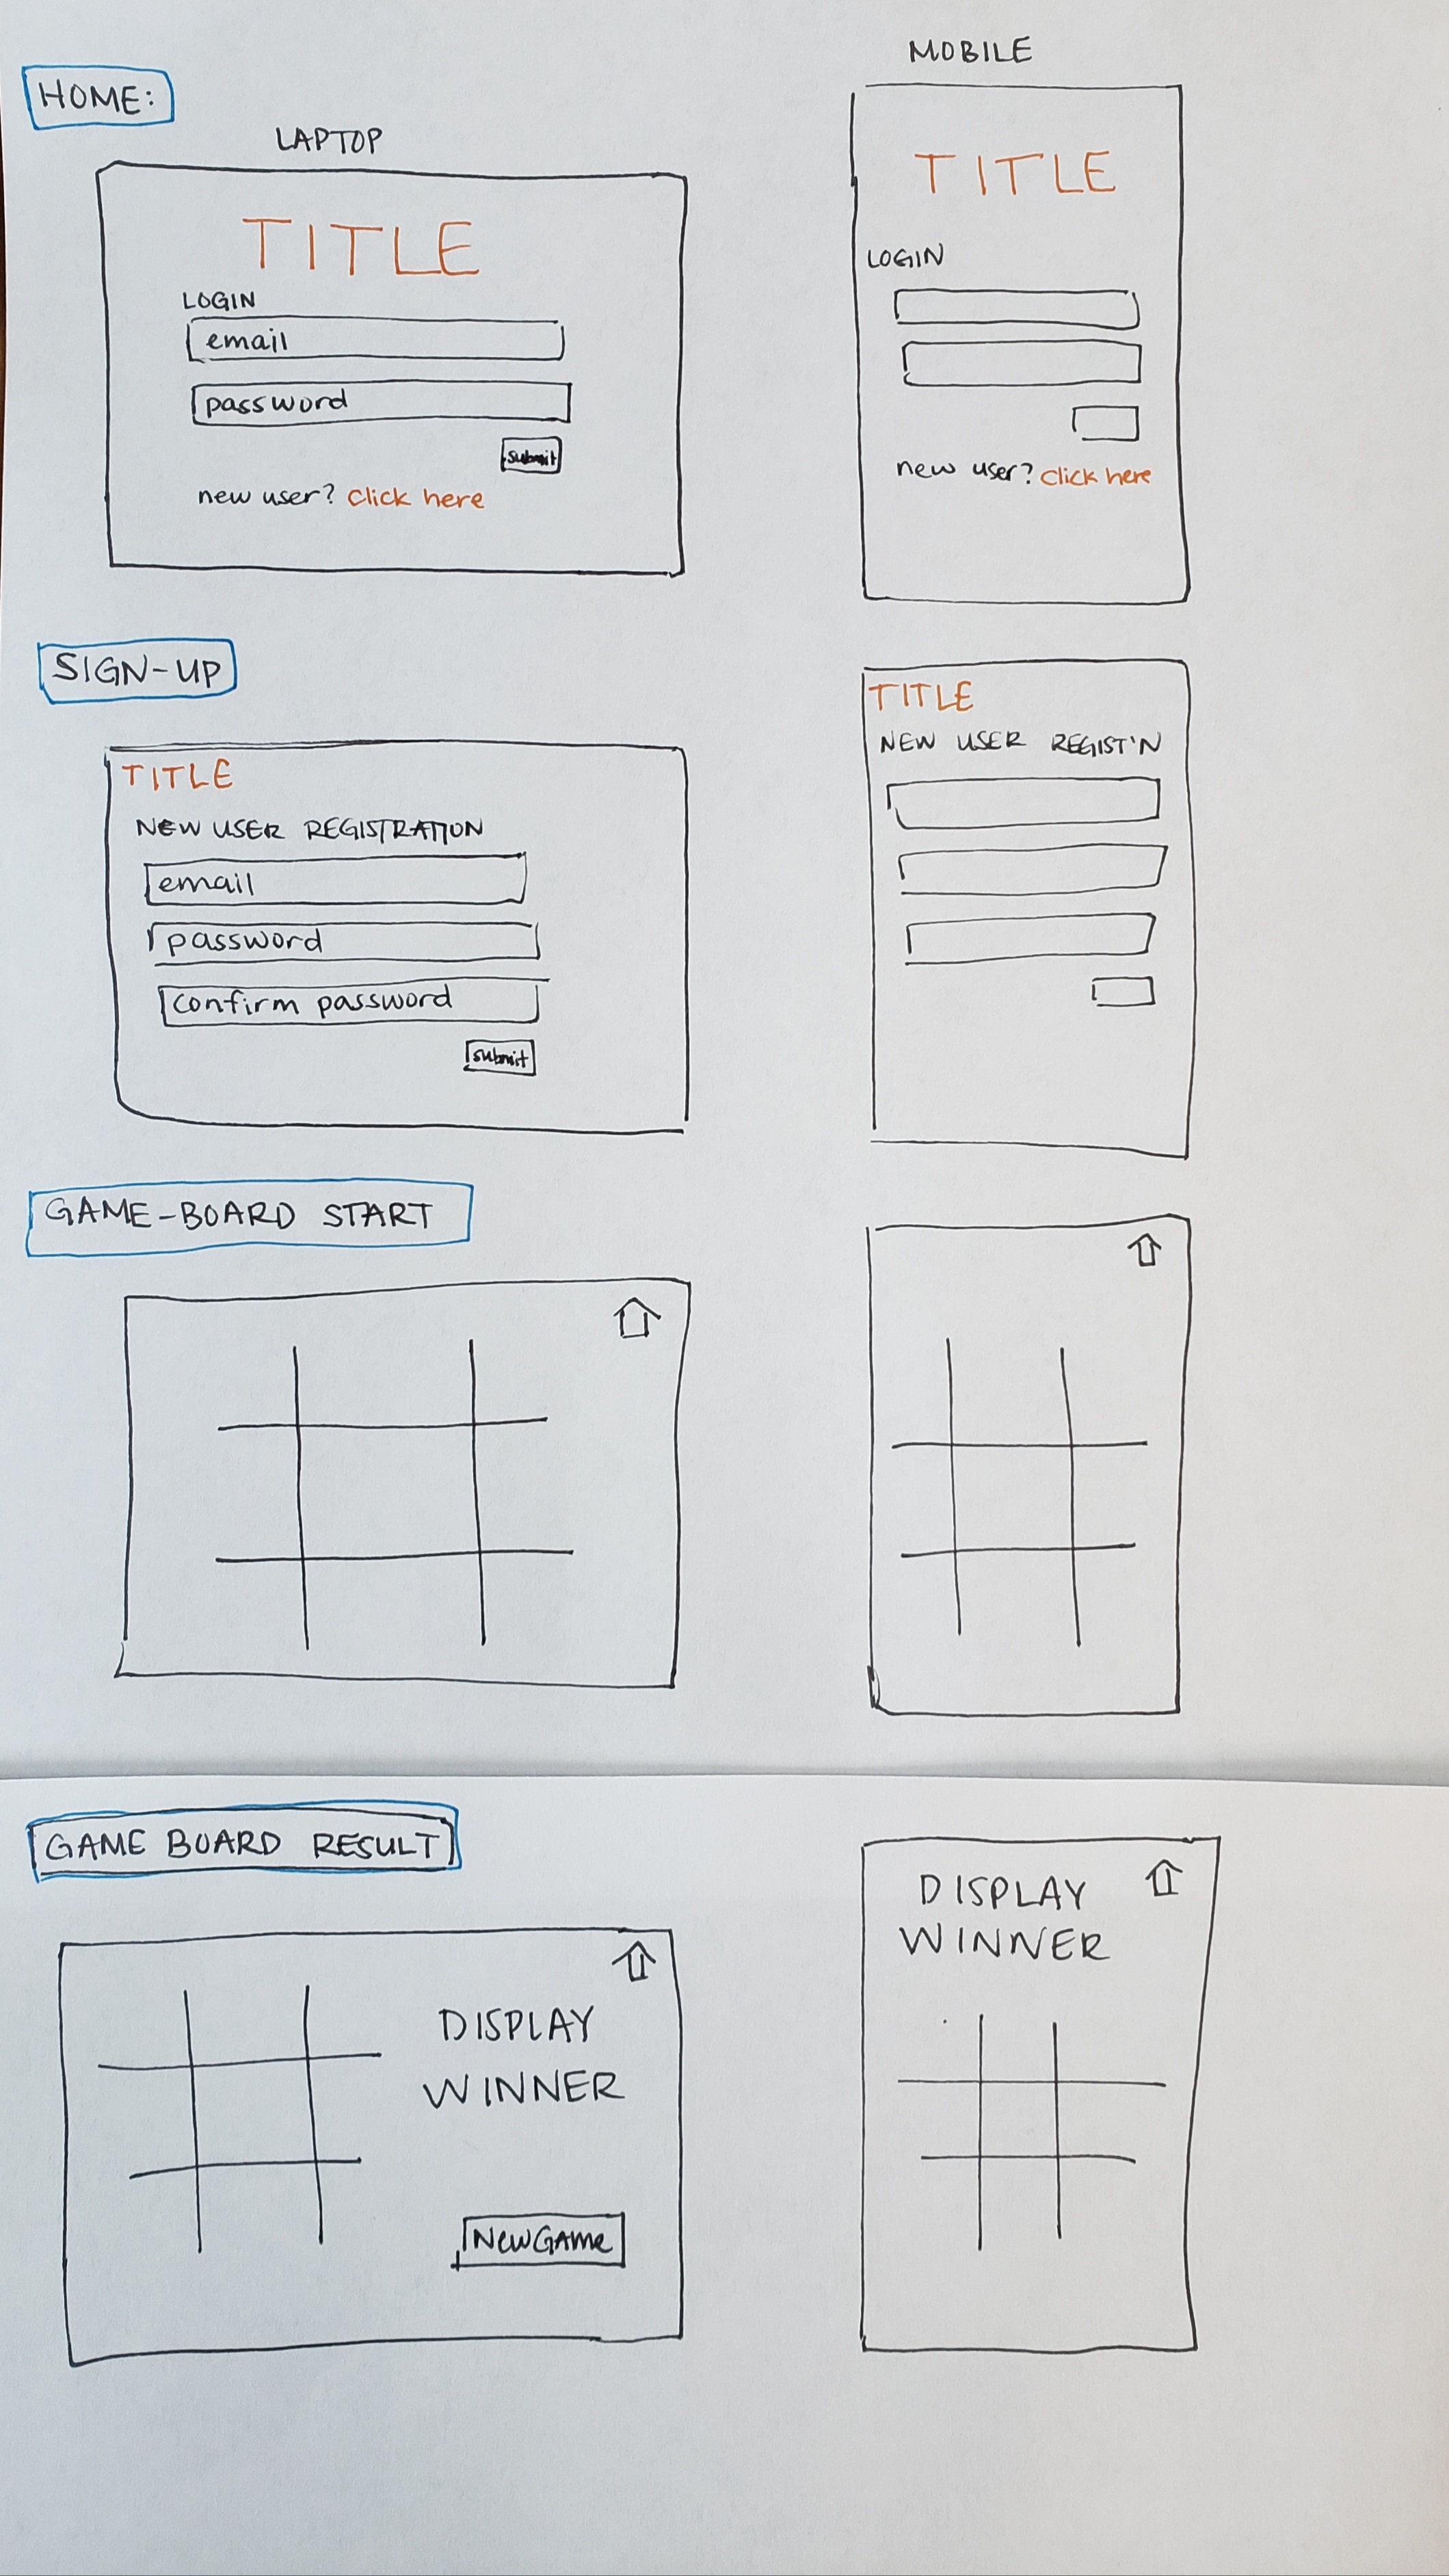 MOBILE
HOME:
LAPTOP
TITLE
LOGIN
email
password
submit
new user? click here
TITLE
LOGIN
new user? click here
SIGN-UP
TITLE
NEW USER REGISTRATION
email
password
confirm password
submit
TITLE
NEW USER REGIST'N
GAME-BOARD START
GAME BOARD RESULT
DISPLAY
WINNER
NewGame
DISPLAY
WINNER